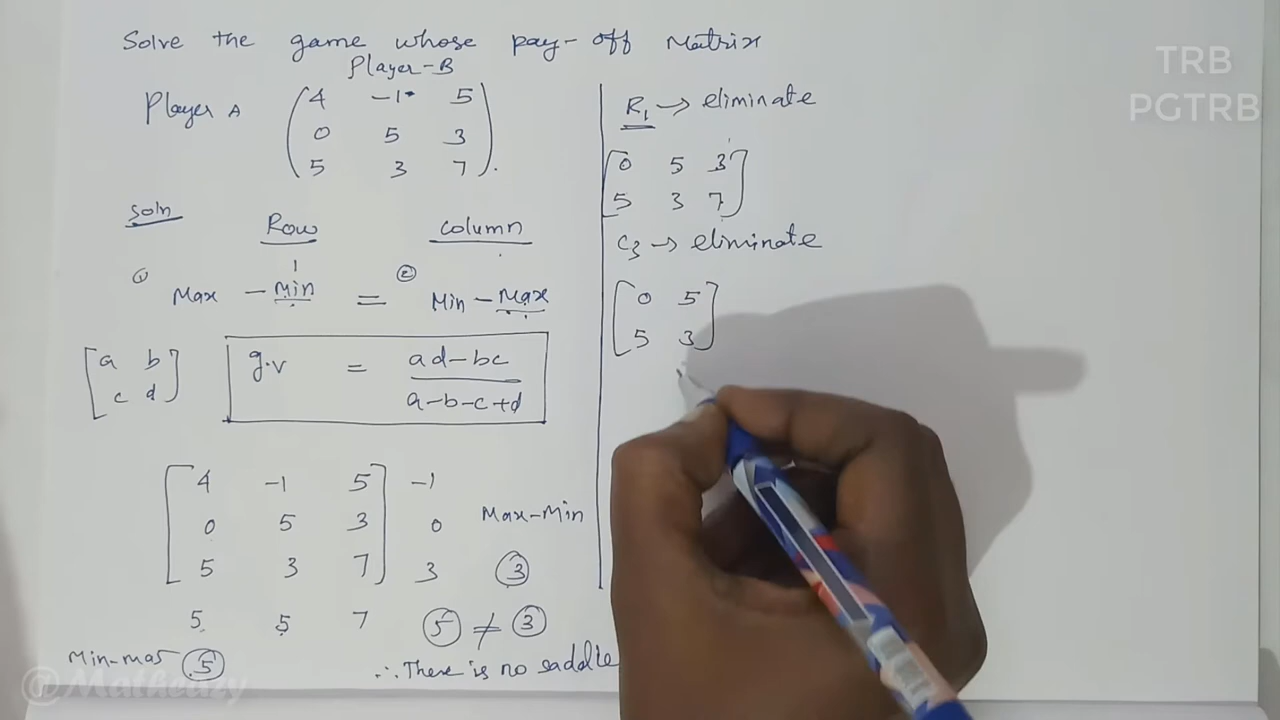 Solve the game whose pay-off Matrix
Player-B
Player A
4 -1 5
0 5 3
5 3 7
Soln
Row column
① Max - Min = ② Min - Max
a b
c d
g.v = ad-bc / a-b-c+d
4 -1 5 -1
0 5 3 0 Max-Min
5 3 7 3 ③
5 5 7 ⑤ ≠ ③
Min-max ⑤
∴ There is no saddle
R₁ → eliminate
0 5 3
5 3 7
C₃ → eliminate
0 5
5 3
TRB
PGTRB
@Matheazy